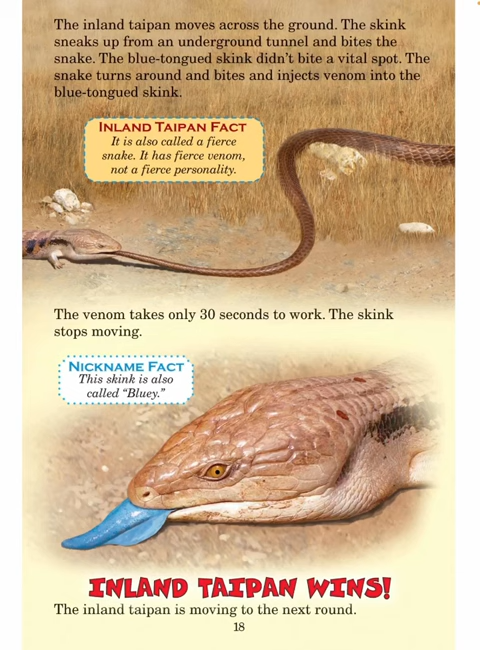 The inland taipan moves across the ground. The skink
sneaks up from an underground tunnel and bites the
snake. The blue-tongued skink didn't bite a vital spot. The
snake turns around and bites and injects venom into the
blue-tongued skink.
INLAND TAIPAN FACT
It is also called a fierce
snake. It has fierce venom,
not a fierce personality.
The venom takes only 30 seconds to work. The skink
stops moving.
NICKNAME FACT
This skink is also
called "Bluey."
INLAND TAIPAN WINS!
The inland taipan is moving to the next round.
18